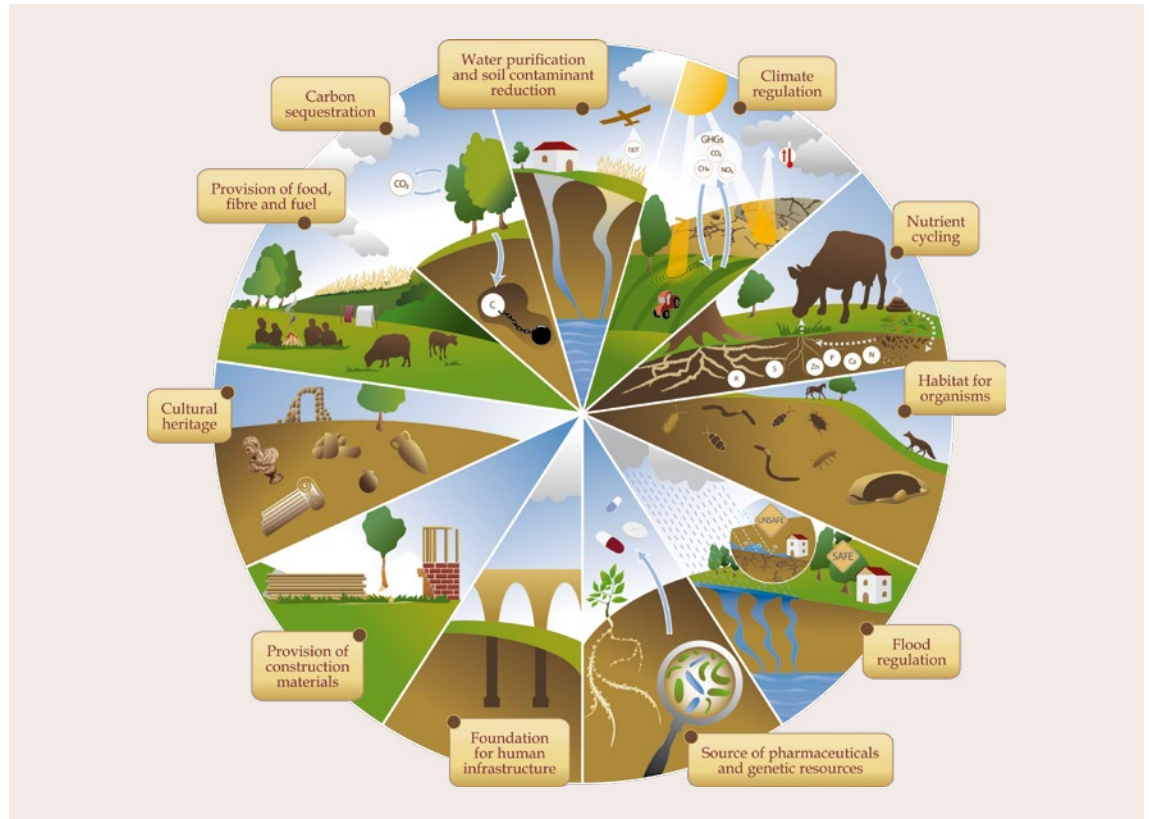 Water purification
and soil contaminant
reduction
Climate
regulation
Carbon
sequestration
Provision of food,
fibre and fuel
Nutrient
cycling
Habitat for
organisms
Cultural
heritage
Flood
regulation
Provision of
construction
materials
Foundation
for human
infrastructure
Source of pharmaceuticals
and genetic resources
CO₂
C
DDT
GHGs
CO₂
CH₄
NO₂
K
S
Zn
P
Ca
N
UNSAFE
SAFE